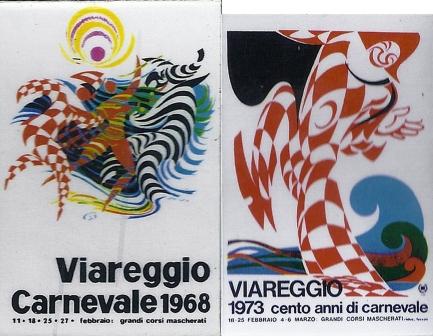 Viareggio
Carnevale 1968
11 • 18 • 25 • 27 • febbraio: grandi corsi mascherati
VIAREGGIO
1973 cento anni di carnevale
18-25 FEBBRAIO 4-6 MARZO GRANDI CORSI MASCHERATI